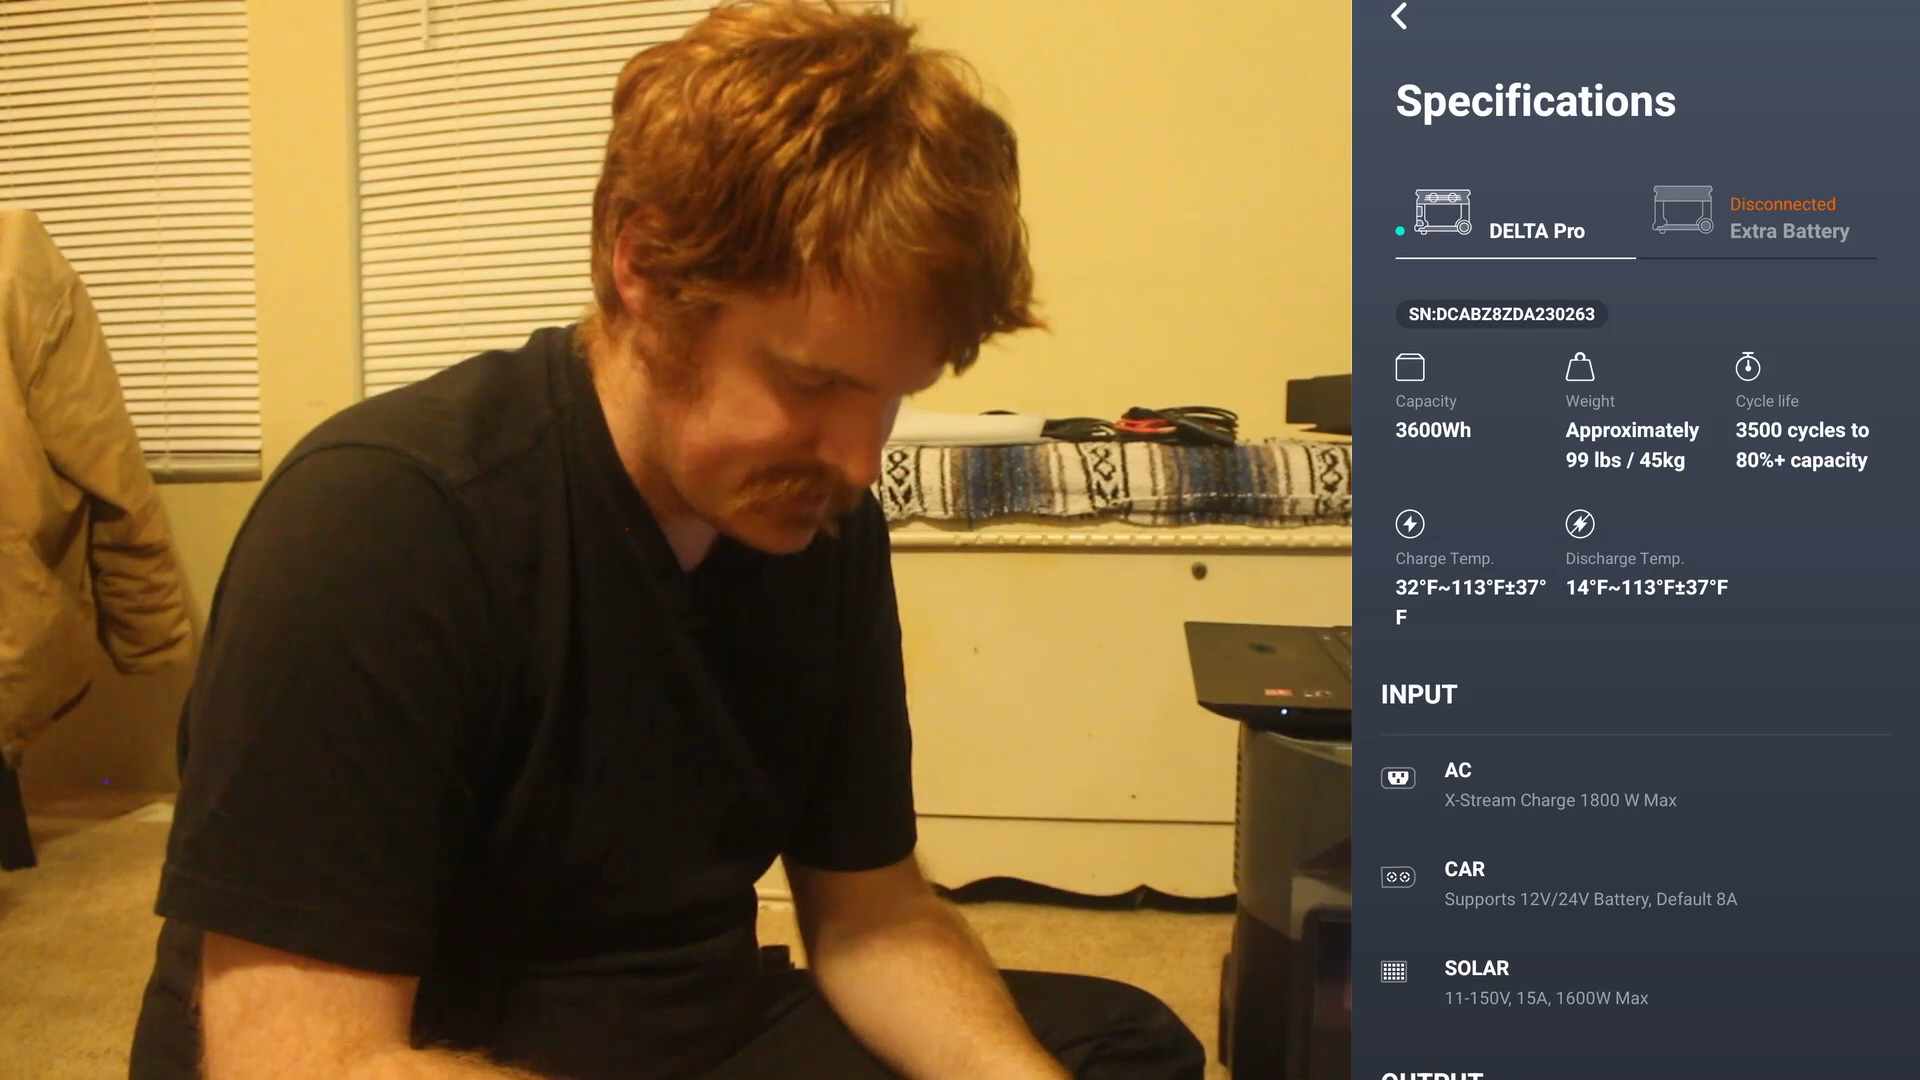 Specifications
DELTA Pro
Disconnected
Extra Battery
SN:DCABZ8ZDA230263
Capacity
3600Wh
Weight
Approximately
99 lbs / 45kg
Cycle life
3500 cycles to
80%+ capacity
Charge Temp.
32°F~113°F±37°
F
Discharge Temp.
14°F~113°F±37°F
INPUT
AC
X-Stream Charge 1800 W Max
CAR
Supports 12V/24V Battery, Default 8A
SOLAR
11-150V, 15A, 1600W Max
OUTPUT